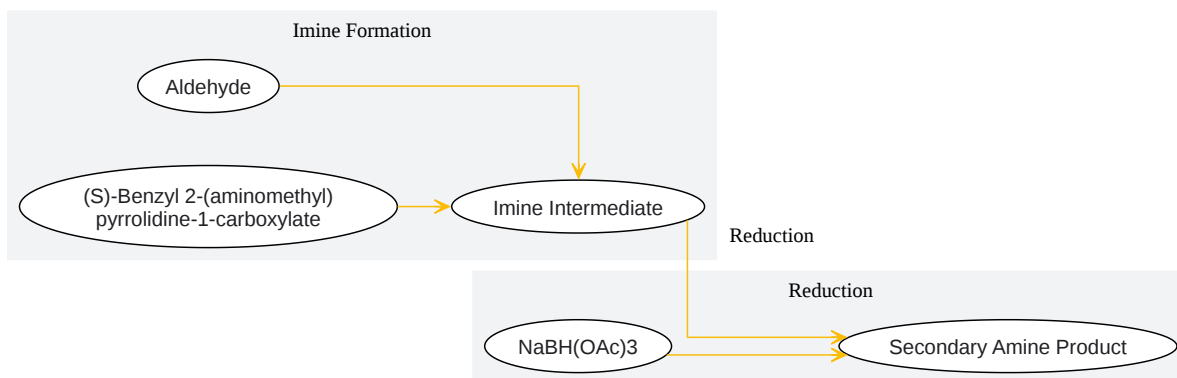 Imine Formation
Aldehyde
(S)-Benzyl 2-(aminomethyl)
pyrrolidine-1-carboxylate
Imine Intermediate
Reduction
Reduction
NaBH(OAc)3
Secondary Amine Product